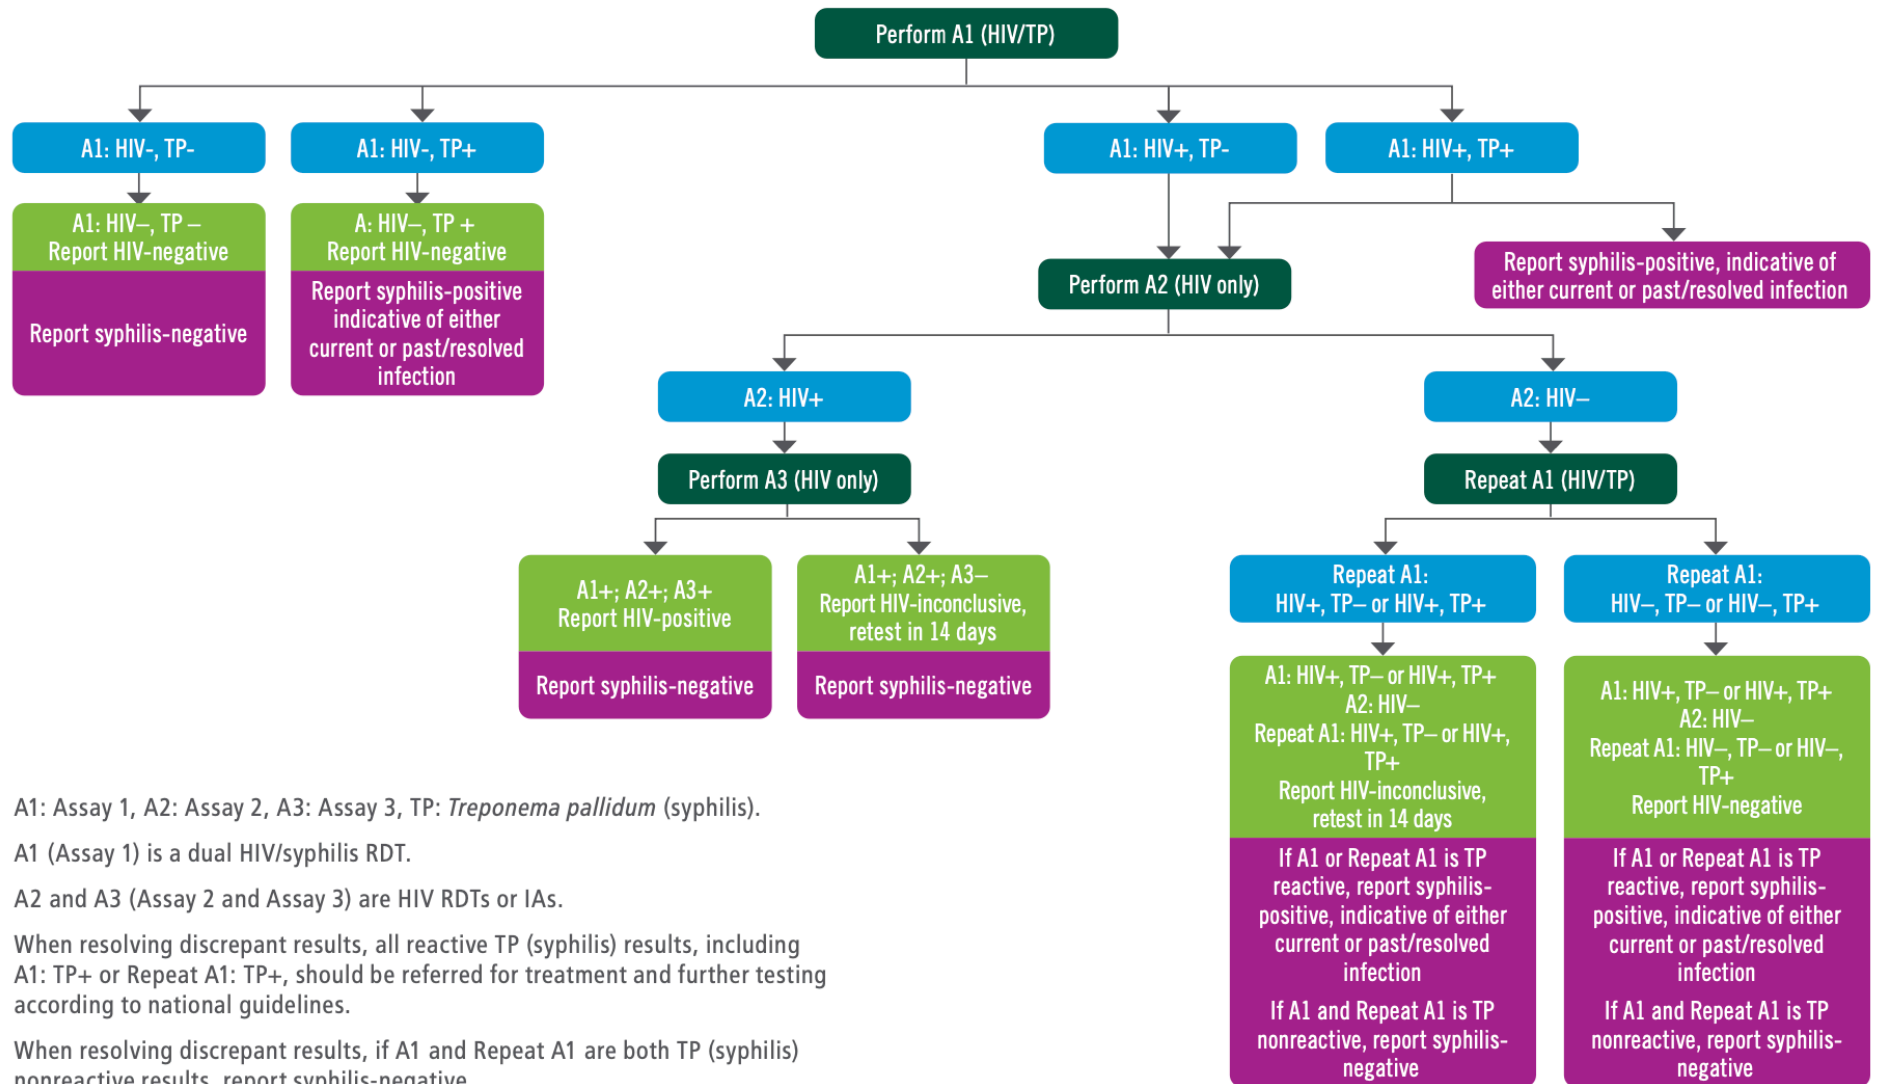 Perform A1 (HIV/TP)
A1: HIV-, TP-
A1: HIV-, TP+
A1: HIV+, TP-
A1: HIV+, TP+
A1: HIV–, TP –
Report HIV-negative
Report syphilis-negative
A: HIV–, TP +
Report HIV-negative
Report syphilis-positive
indicative of either
current or past/resolved
infection
Report syphilis-positive, indicative of
either current or past/resolved infection
Perform A2 (HIV only)
A2: HIV+
A2: HIV–
Perform A3 (HIV only)
Repeat A1 (HIV/TP)
A1+; A2+; A3+
Report HIV-positive
Report syphilis-negative
A1+; A2+; A3–
Report HIV-inconclusive,
retest in 14 days
Report syphilis-negative
Repeat A1:
HIV+, TP– or HIV+, TP+
Repeat A1:
HIV–, TP– or HIV–, TP+
A1: HIV+, TP– or HIV+, TP+
A2: HIV–
Repeat A1: HIV+, TP– or HIV+,
TP+
Report HIV-inconclusive,
retest in 14 days
If A1 or Repeat A1 is TP
reactive, report syphilis-
positive, indicative of either
current or past/resolved
infection
If A1 and Repeat A1 is TP
nonreactive, report syphilis-
negative
A1: HIV+, TP– or HIV+, TP+
A2: HIV–
Repeat A1: HIV–, TP– or HIV–,
TP+
Report HIV-negative
If A1 or Repeat A1 is TP
reactive, report syphilis-
positive, indicative of either
current or past/resolved
infection
If A1 and Repeat A1 is TP
nonreactive, report syphilis-
negative
A1: Assay 1, A2: Assay 2, A3: Assay 3, TP: Treponema pallidum (syphilis).
A1 (Assay 1) is a dual HIV/syphilis RDT.
A2 and A3 (Assay 2 and Assay 3) are HIV RDTs or IAs.
When resolving discrepant results, all reactive TP (syphilis) results, including
A1: TP+ or Repeat A1: TP+, should be referred for treatment and further testing
according to national guidelines.
When resolving discrepant results, if A1 and Repeat A1 are both TP (syphilis)
nonreactive results, report syphilis-negative